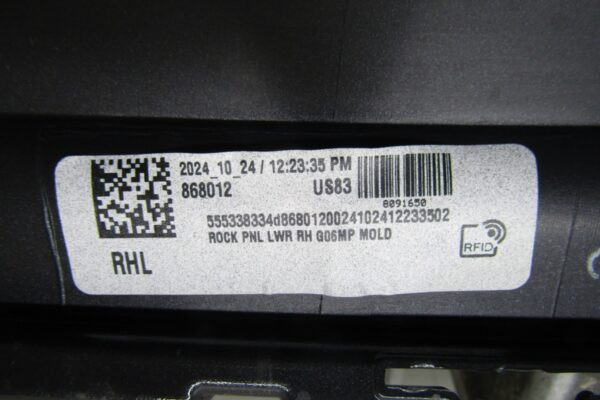 2024_10_24 / 12:23:35 PM
868012 US83
8091650
555338334d8680120024102412233502
ROCK PNL LWR RH G06MP MOLD
RHL
RFID